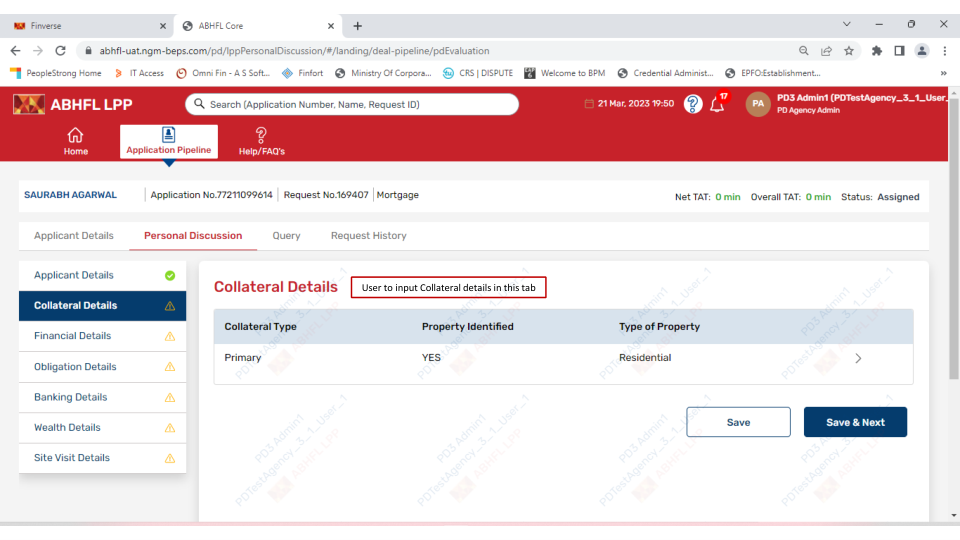 Finverse
ABHFL Core
abhfl-uat.ngm-beps.com/pd/lppPersonalDiscussion/#/landing/deal-pipeline/pdEvaluation
PeopleStrong Home
IT Access
Omni Fin - A S Soft...
Finfort
Ministry Of Corpora...
CRS | DISPUTE
Welcome to BPM
Credential Administ...
EPFO:Establishment...
»
ABHFL LPP
Search (Application Number, Name, Request ID)
21 Mar, 2023 19:50
17
PA
PD3 Admin1 (PDTestAgency_3_1_User_
PD Agency Admin
Home
Application Pipeline
Help/FAQ's
SAURABH AGARWAL
Application No.77211099614
Request No.169407
Mortgage
Net TAT: 0 min
Overall TAT: 0 min
Status: Assigned
Applicant Details
Personal Discussion
Query
Request History
Applicant Details
Collateral Details
Financial Details
Obligation Details
Banking Details
Wealth Details
Site Visit Details
Collateral Details
User to input Collateral details in this tab
Collateral Type
Property Identified
Type of Property
Primary
YES
Residential
Save
Save & Next
PD3 Admin1
PDTestAgency_3_1_User_1
ABHFL LPP